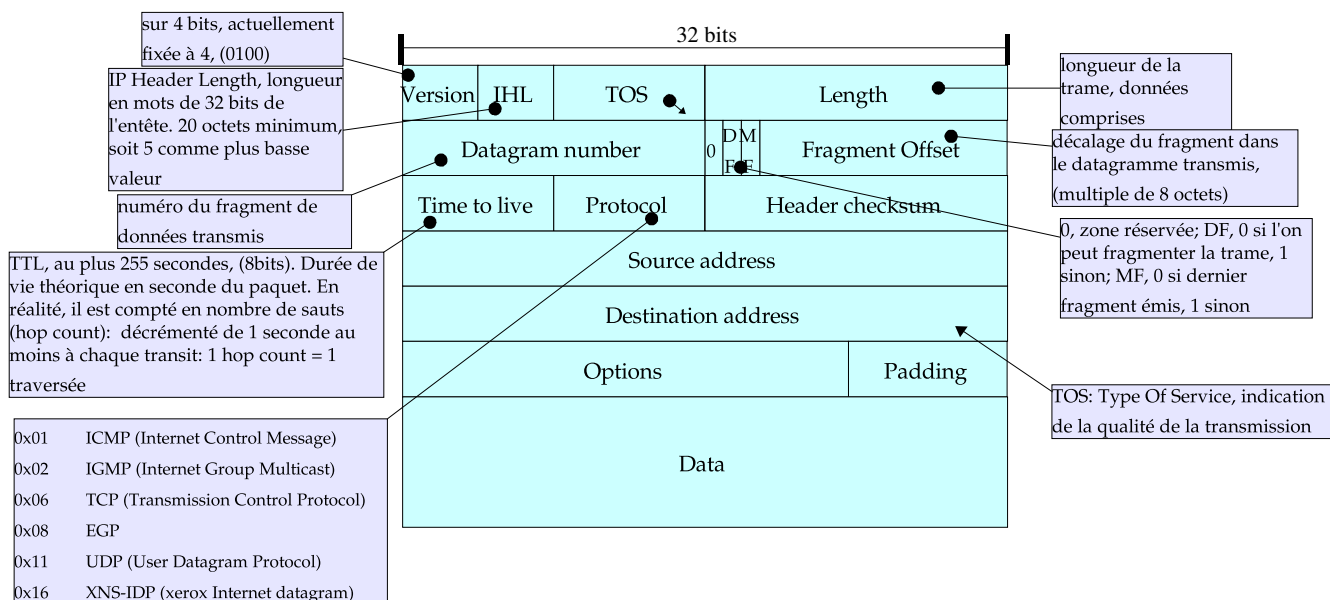 sur 4 bits, actuellement
fixée à 4, (0100)
32 bits
IP Header Length, longueur
en mots de 32 bits de
l'entête. 20 octets minimum,
soit 5 comme plus basse
valeur
Version
IHL
TOS
Length
longueur de la
trame, données
comprises
Datagram number
0
D
F
M
F
Fragment Offset
décalage du fragment dans
le datagramme transmis,
(multiple de 8 octets)
numéro du fragment de
données transmis
Time to live
Protocol
Header checksum
0, zone réservée; DF, 0 si l'on
peut fragmenter la trame, 1
sinon; MF, 0 si dernier
fragment émis, 1 sinon
TTL, au plus 255 secondes, (8bits). Durée de
vie théorique en seconde du paquet. En
réalité, il est compté en nombre de sauts
(hop count): décrémenté de 1 seconde au
moins à chaque transit: 1 hop count = 1
traversée
Source address
Destination address
Options
Padding
TOS: Type Of Service, indication
de la qualité de la transmission
Data
0x01 ICMP (Internet Control Message)
0x02 IGMP (Internet Group Multicast)
0x06 TCP (Transmission Control Protocol)
0x08 EGP
0x11 UDP (User Datagram Protocol)
0x16 XNS-IDP (xerox Internet datagram)